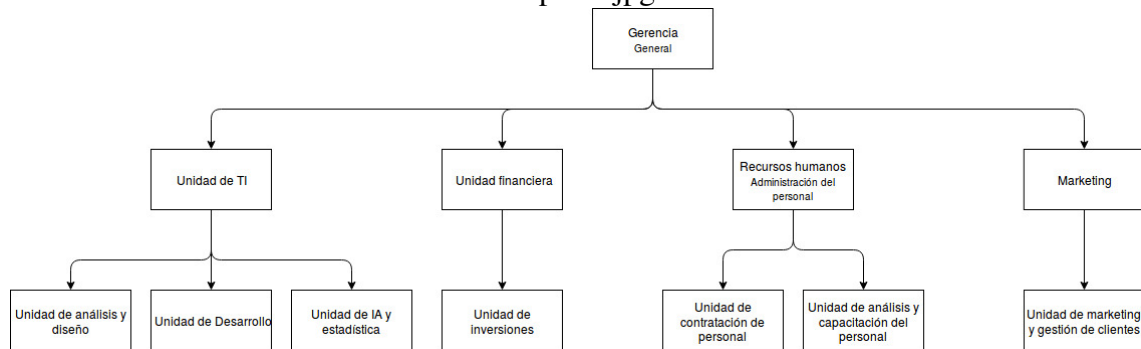 Gerencia
General
Unidad de TI
Unidad financiera
Recursos humanos
Administración del
personal
Marketing
Unidad de análisis y
diseño
Unidad de Desarrollo
Unidad de IA y
estadística
Unidad de
inversiones
Unidad de
contratación de
personal
Unidad de análisis y
capacitación del
personal
Unidad de marketing
y gestión de clientes